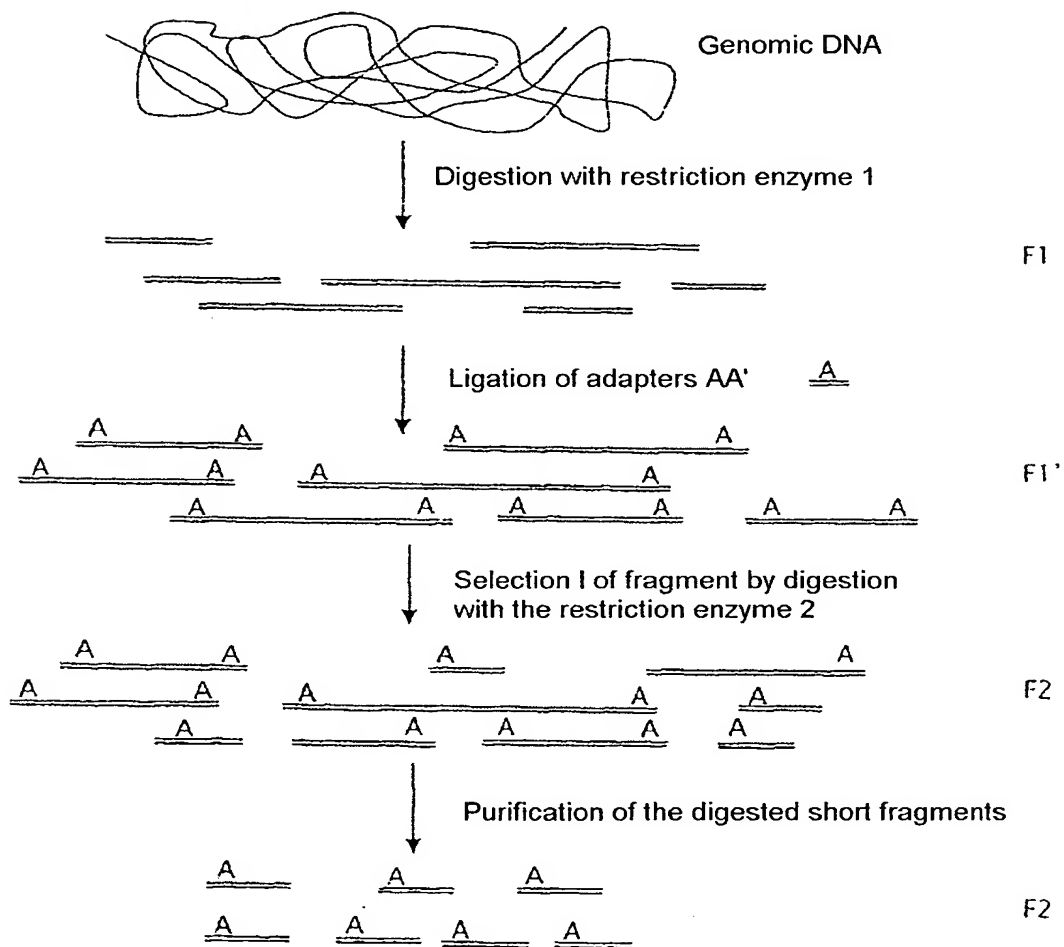 Genomic DNA
Digestion with restriction enzyme 1
F1
Ligation of adapters AA' A
A A A A
A A A A F1'
A A A A A A
Selection I of fragment by digestion
with the restriction enzyme 2
A A A A
A A A A A F2
A A A A A
Purification of the digested short fragments
A A A
F2
A A A A